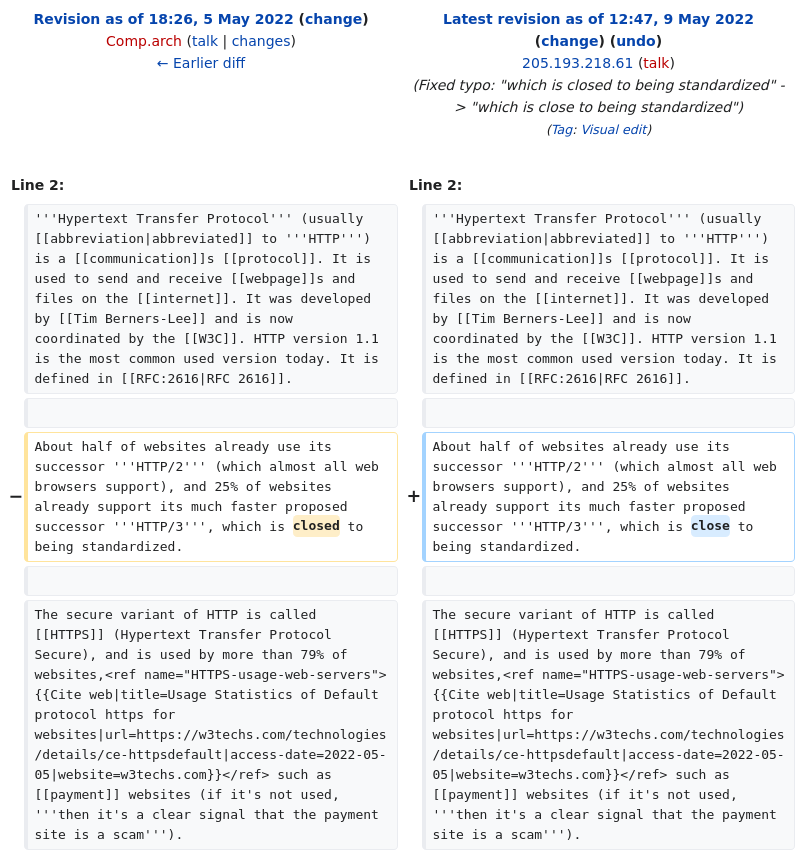 Revision as of 18:26, 5 May 2022 (change)
Comp.arch (talk | changes)
← Earlier diff
Latest revision as of 12:47, 9 May 2022
(change) (undo)
205.193.218.61 (talk)
(Fixed typo: "which is closed to being standardized" -
> "which is close to being standardized")
(Tag: Visual edit)
Line 2:
'''Hypertext Transfer Protocol''' (usually
[[abbreviation|abbreviated]] to '''HTTP''')
is a [[communication]]s [[protocol]]. It is
used to send and receive [[webpage]]s and
files on the [[internet]]. It was developed
by [[Tim Berners-Lee]] and is now
coordinated by the [[W3C]]. HTTP version 1.1
is the most common used version today. It is
defined in [[RFC:2616|RFC 2616]].
−
About half of websites already use its
successor '''HTTP/2''' (which almost all web
browsers support), and 25% of websites
already support its much faster proposed
successor '''HTTP/3''', which is closed to
being standardized.
The secure variant of HTTP is called
[[HTTPS]] (Hypertext Transfer Protocol
Secure), and is used by more than 79% of
websites,<ref name="HTTPS-usage-web-servers">
{{Cite web|title=Usage Statistics of Default
protocol https for
websites|url=https://w3techs.com/technologies
/details/ce-httpsdefault|access-date=2022-05-
05|website=w3techs.com}}</ref> such as
[[payment]] websites (if it's not used,
'''then it's a clear signal that the payment
site is a scam''').
Line 2:
'''Hypertext Transfer Protocol''' (usually
[[abbreviation|abbreviated]] to '''HTTP''')
is a [[communication]]s [[protocol]]. It is
used to send and receive [[webpage]]s and
files on the [[internet]]. It was developed
by [[Tim Berners-Lee]] and is now
coordinated by the [[W3C]]. HTTP version 1.1
is the most common used version today. It is
defined in [[RFC:2616|RFC 2616]].
+
About half of websites already use its
successor '''HTTP/2''' (which almost all web
browsers support), and 25% of websites
already support its much faster proposed
successor '''HTTP/3''', which is close to
being standardized.
The secure variant of HTTP is called
[[HTTPS]] (Hypertext Transfer Protocol
Secure), and is used by more than 79% of
websites,<ref name="HTTPS-usage-web-servers">
{{Cite web|title=Usage Statistics of Default
protocol https for
websites|url=https://w3techs.com/technologies
/details/ce-httpsdefault|access-date=2022-05-
05|website=w3techs.com}}</ref> such as
[[payment]] websites (if it's not used,
'''then it's a clear signal that the payment
site is a scam''').